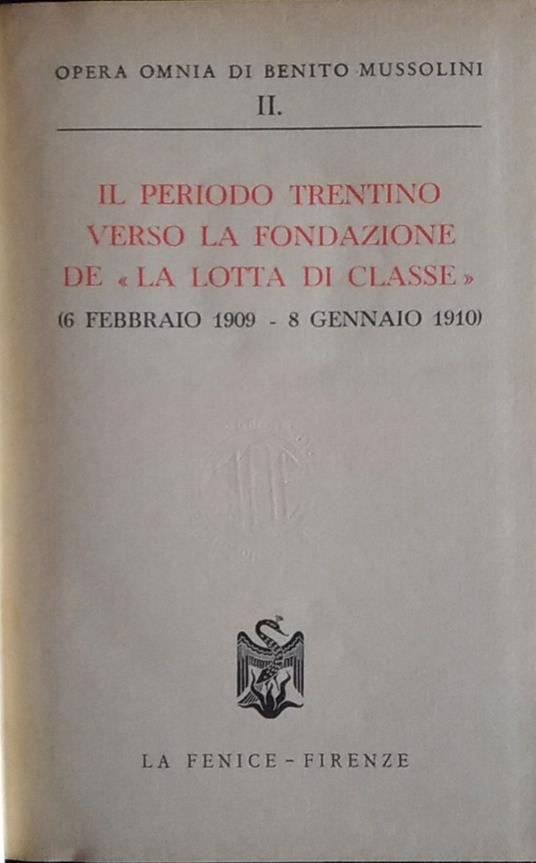 OPERA OMNIA DI BENITO MUSSOLINI
II.
IL PERIODO TRENTINO
VERSO LA FONDAZIONE
DE « LA LOTTA DI CLASSE »
(6 FEBBRAIO 1909 - 8 GENNAIO 1910)
LA FENICE - FIRENZE